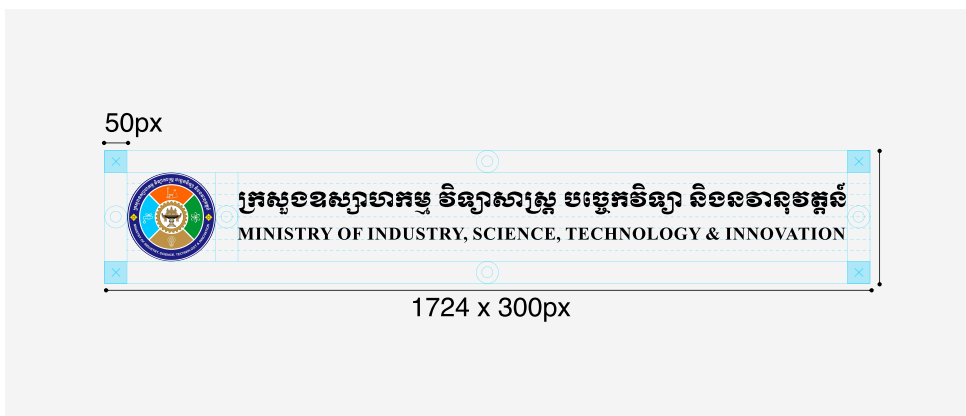 50px
ក្រសួងឧស្សាហកម្ម វិទ្យាសាស្ត្រ បច្ចេកវិទ្យា និងនវានុវត្តន៍
MINISTRY OF INDUSTRY, SCIENCE, TECHNOLOGY & INNOVATION
1724 x 300px